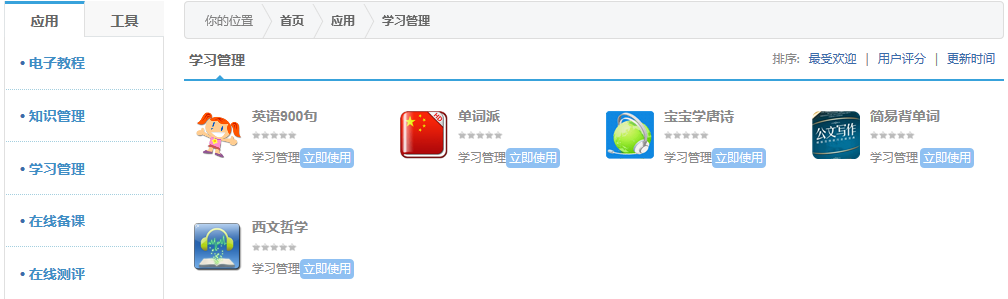 应用 工具
• 电子教程
• 知识管理
• 学习管理
• 在线备课
• 在线测评
你的位置 首页 应用 学习管理
学习管理
排序: 最受欢迎 | 用户评分 | 更新时间
英语900句
学习管理 立即使用
HD
单词派
学习管理 立即使用
宝宝学唐诗
学习管理 立即使用
公文写作
简易背单词
学习管理 立即使用
西文哲学
学习管理 立即使用